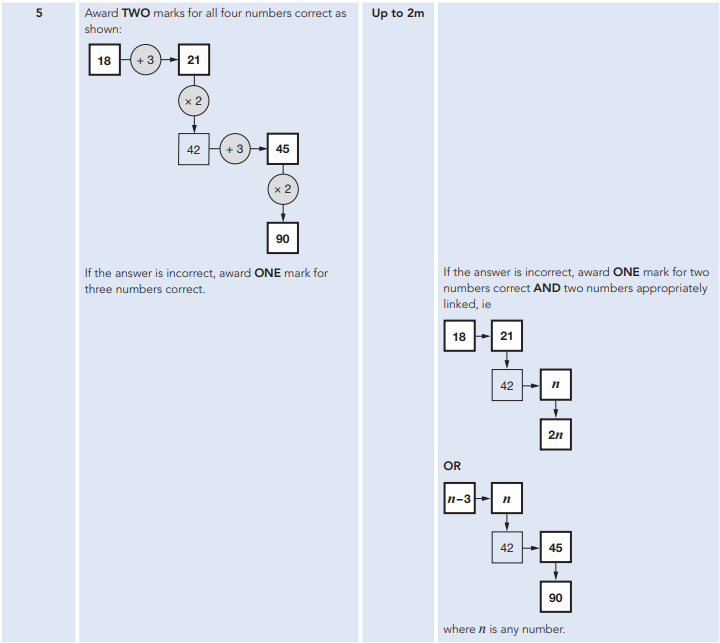 5
Award TWO marks for all four numbers correct as
shown:
18 + 3 21
× 2
42 + 3 45
× 2
90
If the answer is incorrect, award ONE mark for
three numbers correct.
Up to 2m
If the answer is incorrect, award ONE mark for two
numbers correct AND two numbers appropriately
linked, ie
18 21
42 n
2n
OR
n–3 n
42 45
90
where n is any number.